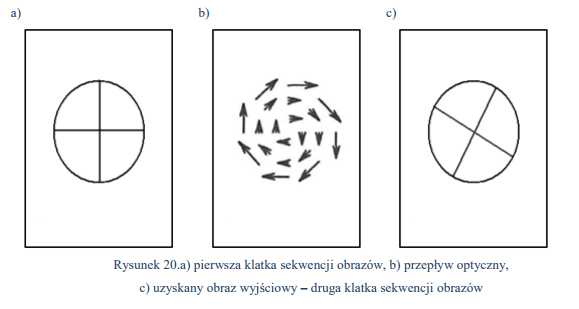 a) b) c)
Rysunek 20.a) pierwsza klatka sekwencji obrazów, b) przepływ optyczny,
c) uzyskany obraz wyjściowy – druga klatka sekwencji obrazów